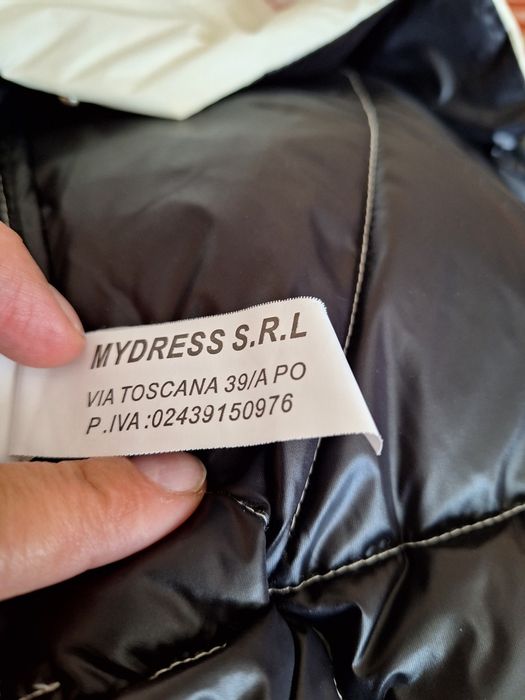 MYDRESS S.R.L
VIA TOSCANA 39/A PO
P.IVA:02439150976